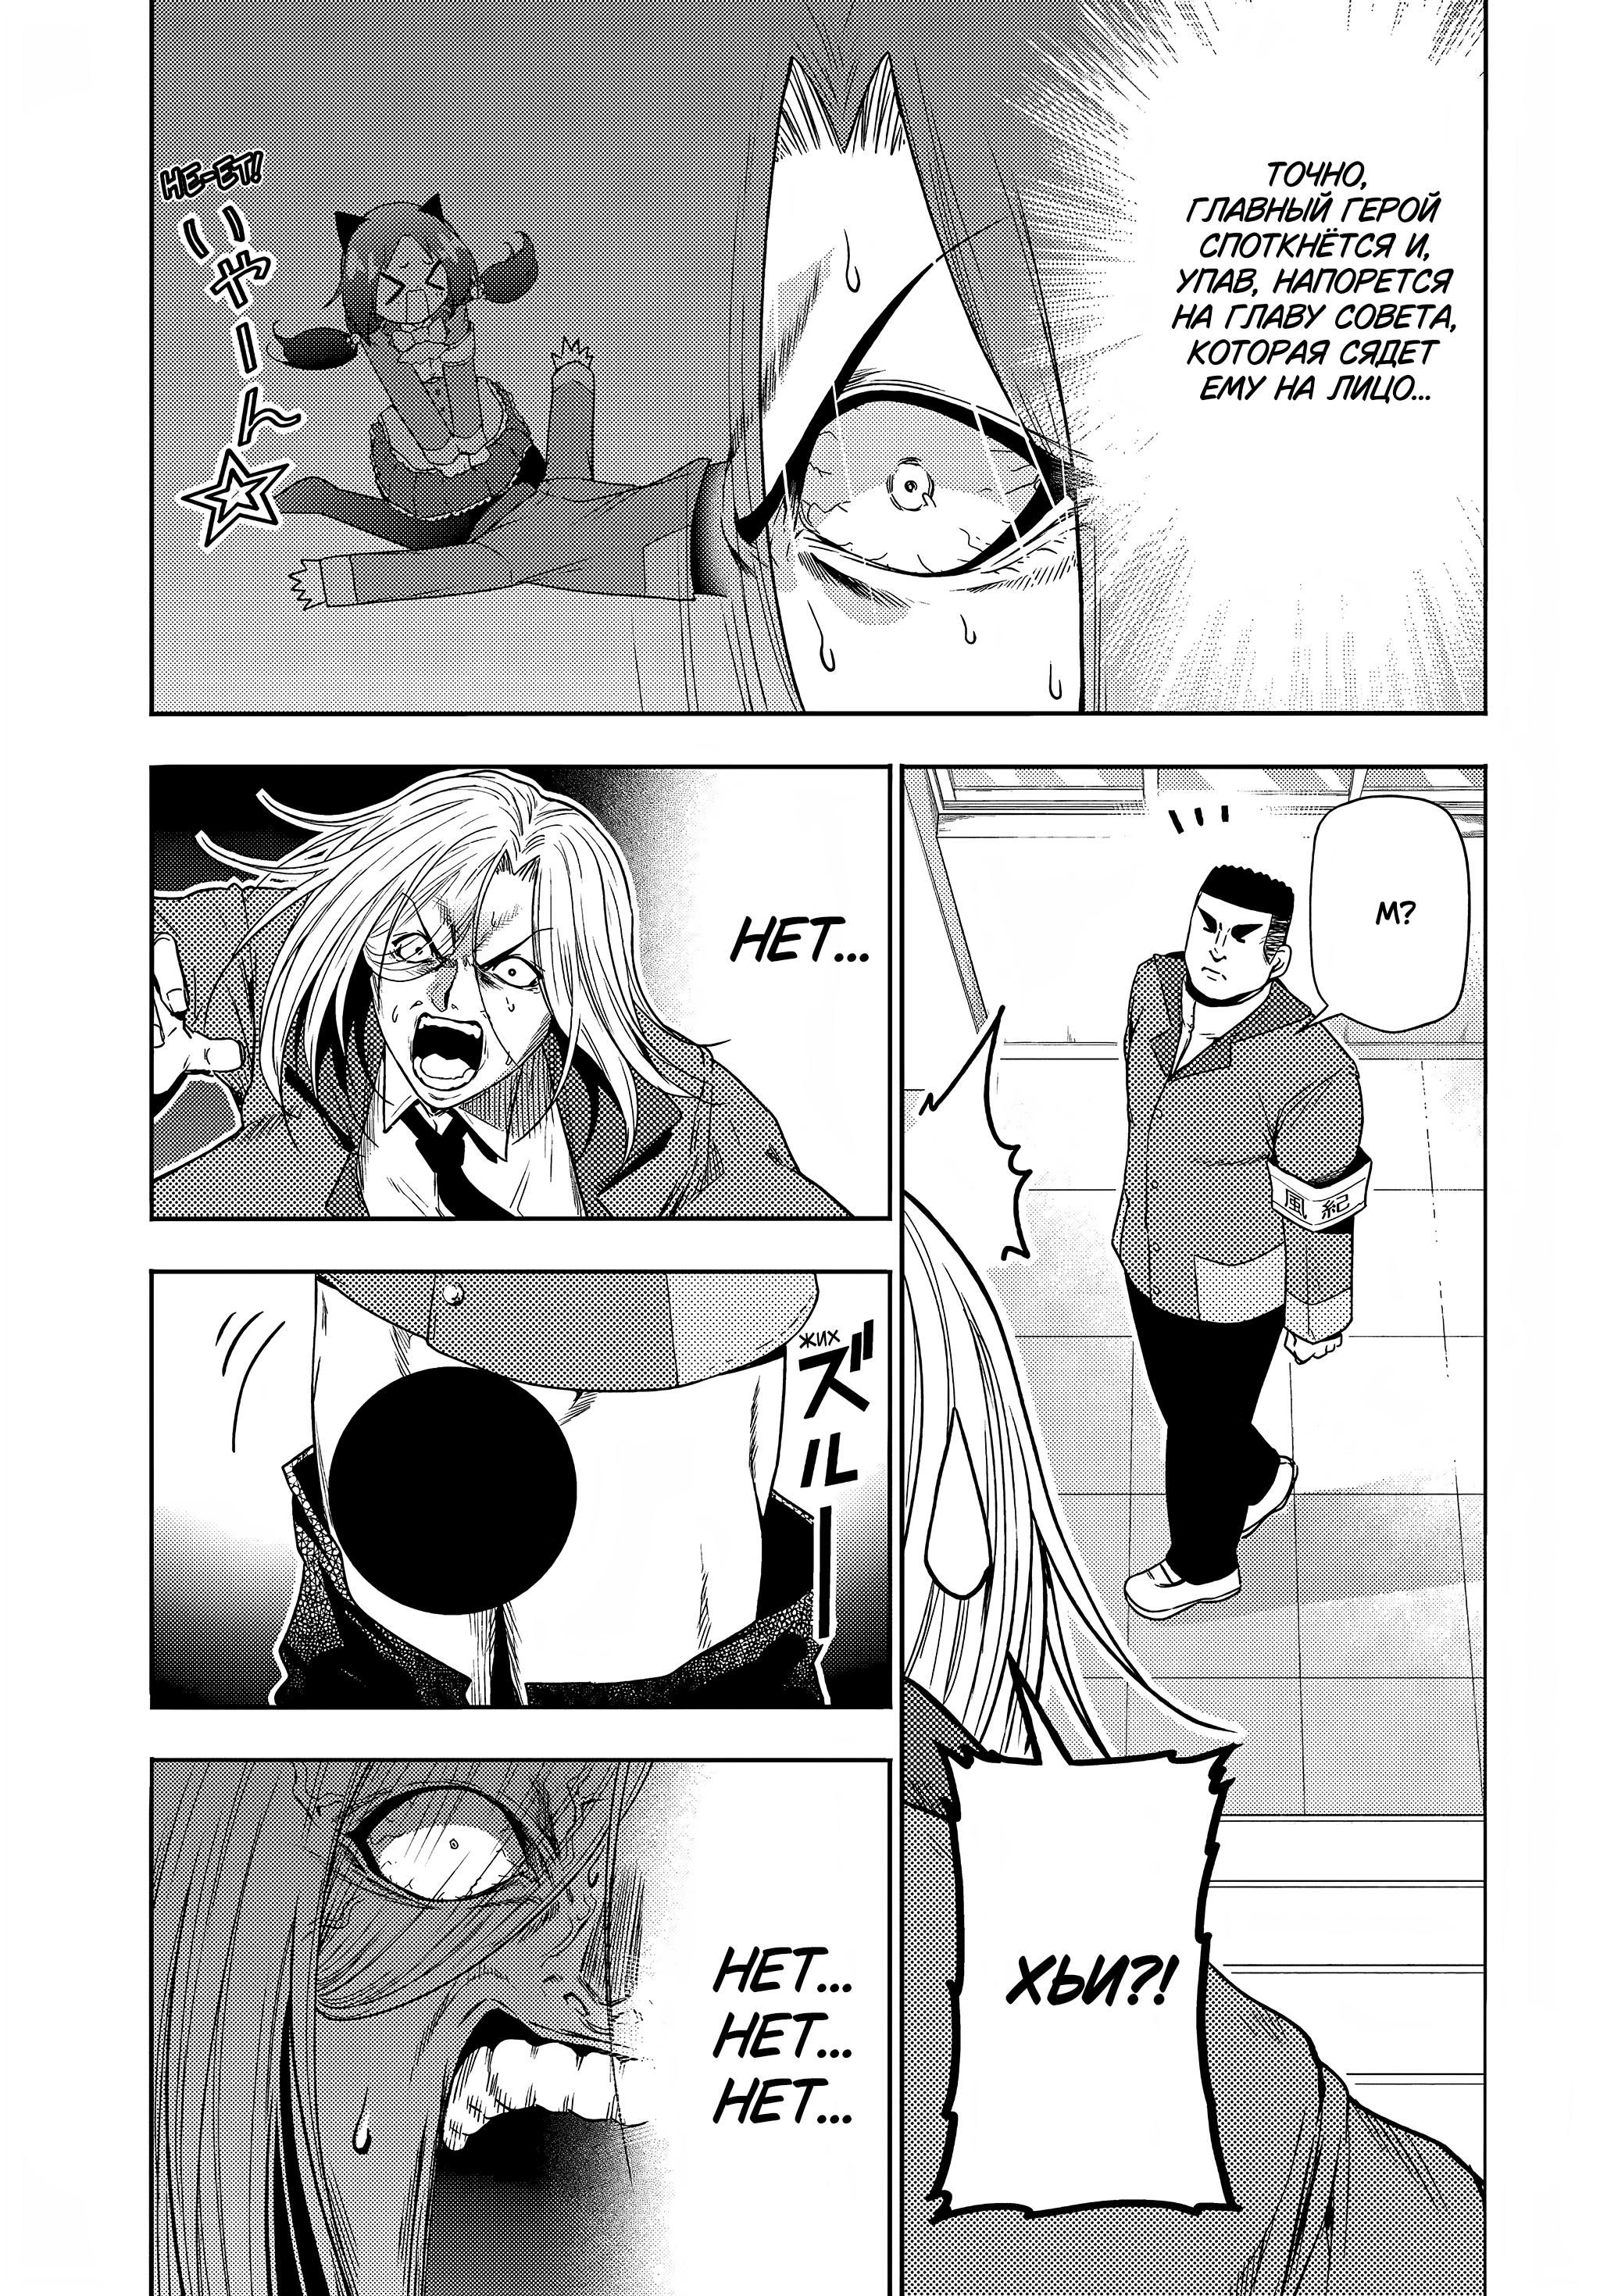 ТОЧНО,
ГЛАВНЫЙ ГЕРОЙ
СПОТКНЁТСЯ И,
УПАВ, НАПОРЕТСЯ
НА ГЛАВУ СОВЕТА,
КОТОРАЯ СЯДЕТ
ЕМУ НА ЛИЦО...
НЕ-ЕТ!
いやーん☆
М?
風紀
ХЬИ?!
НЕТ...
ЖИХ
ズルー
НЕТ...
НЕТ...
НЕТ...